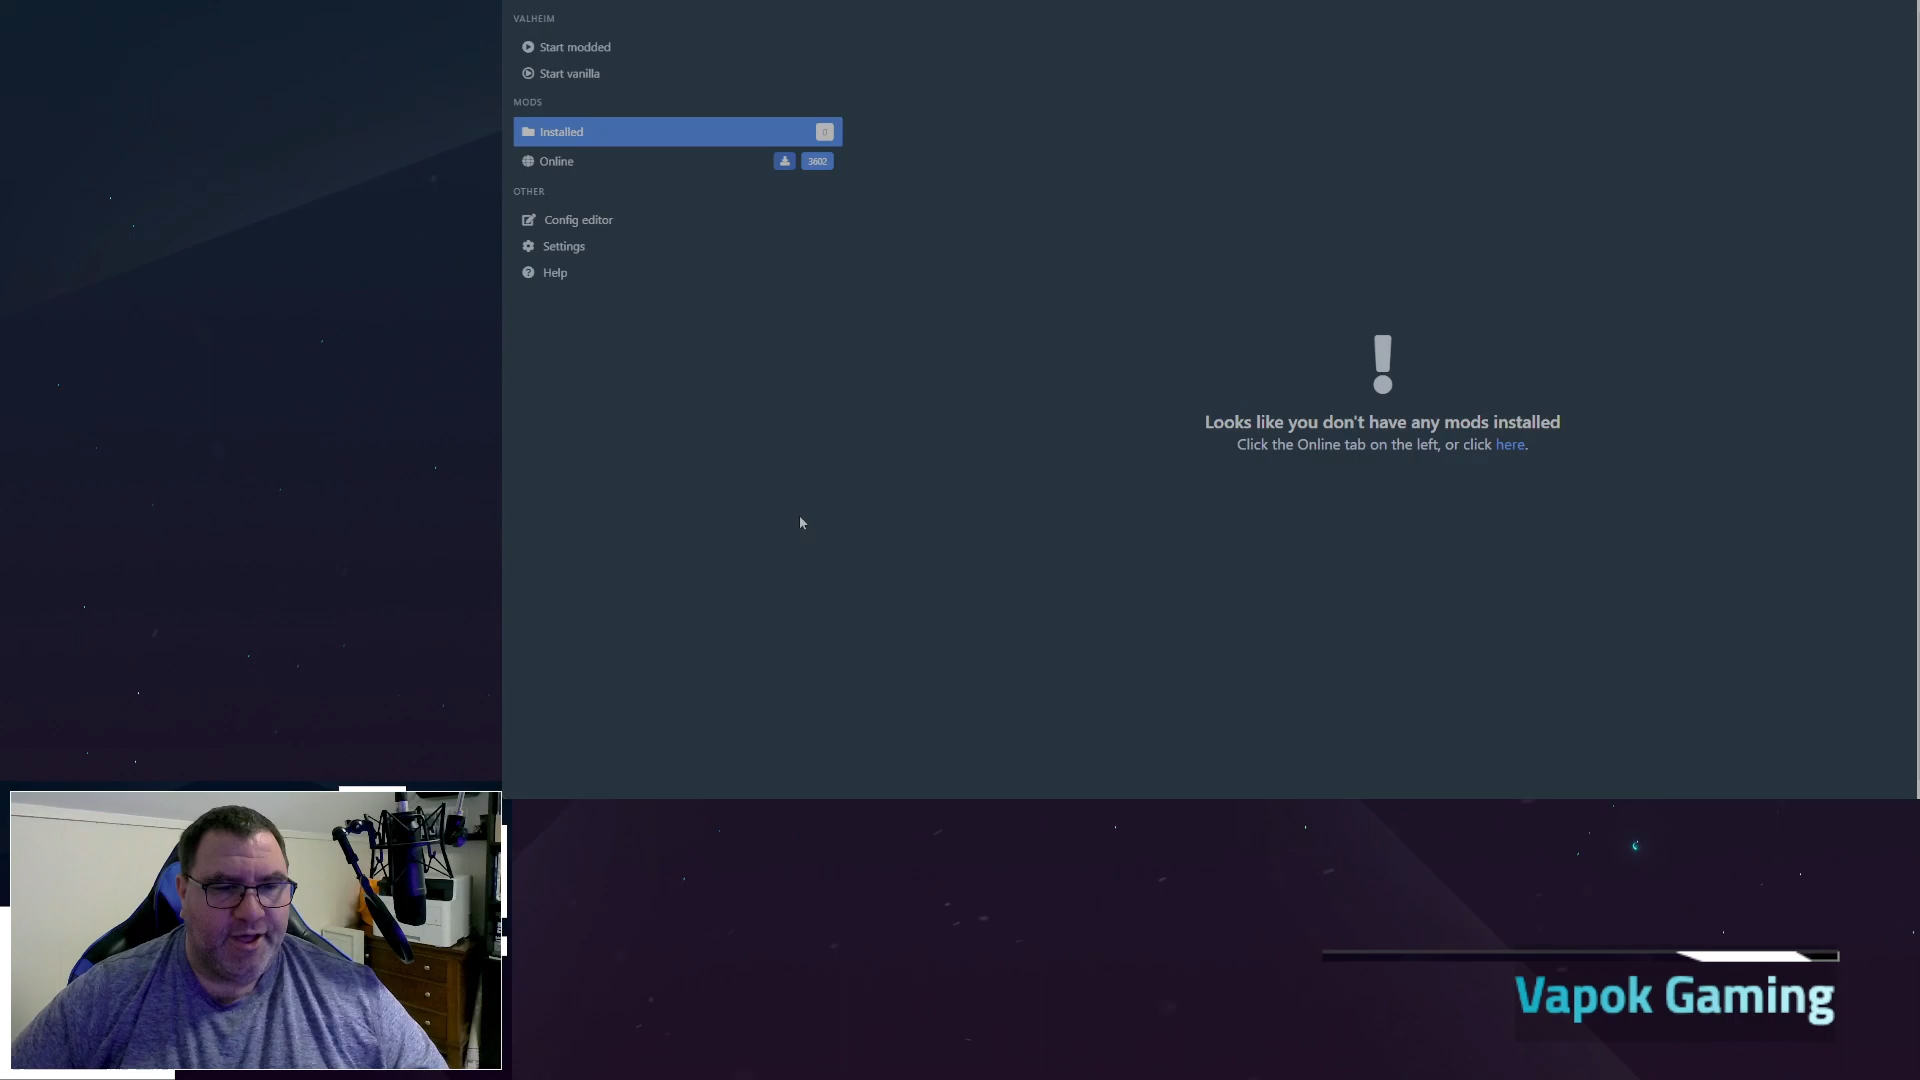 VALHEIM
Start modded
Start vanilla
MODS
Installed 0
Online 3602
OTHER
Config editor
Settings
Help
Looks like you don't have any mods installed
Click the Online tab on the left, or click here.
Vapok Gaming